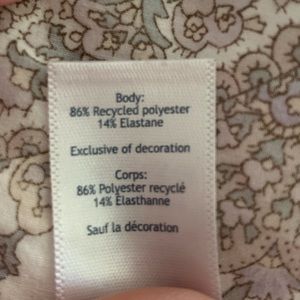 Body:
86% Recycled polyester
14% Elastane
Exclusive of decoration
Corps:
86% Polyester recyclé
14% Élasthanne
Sauf la décoration